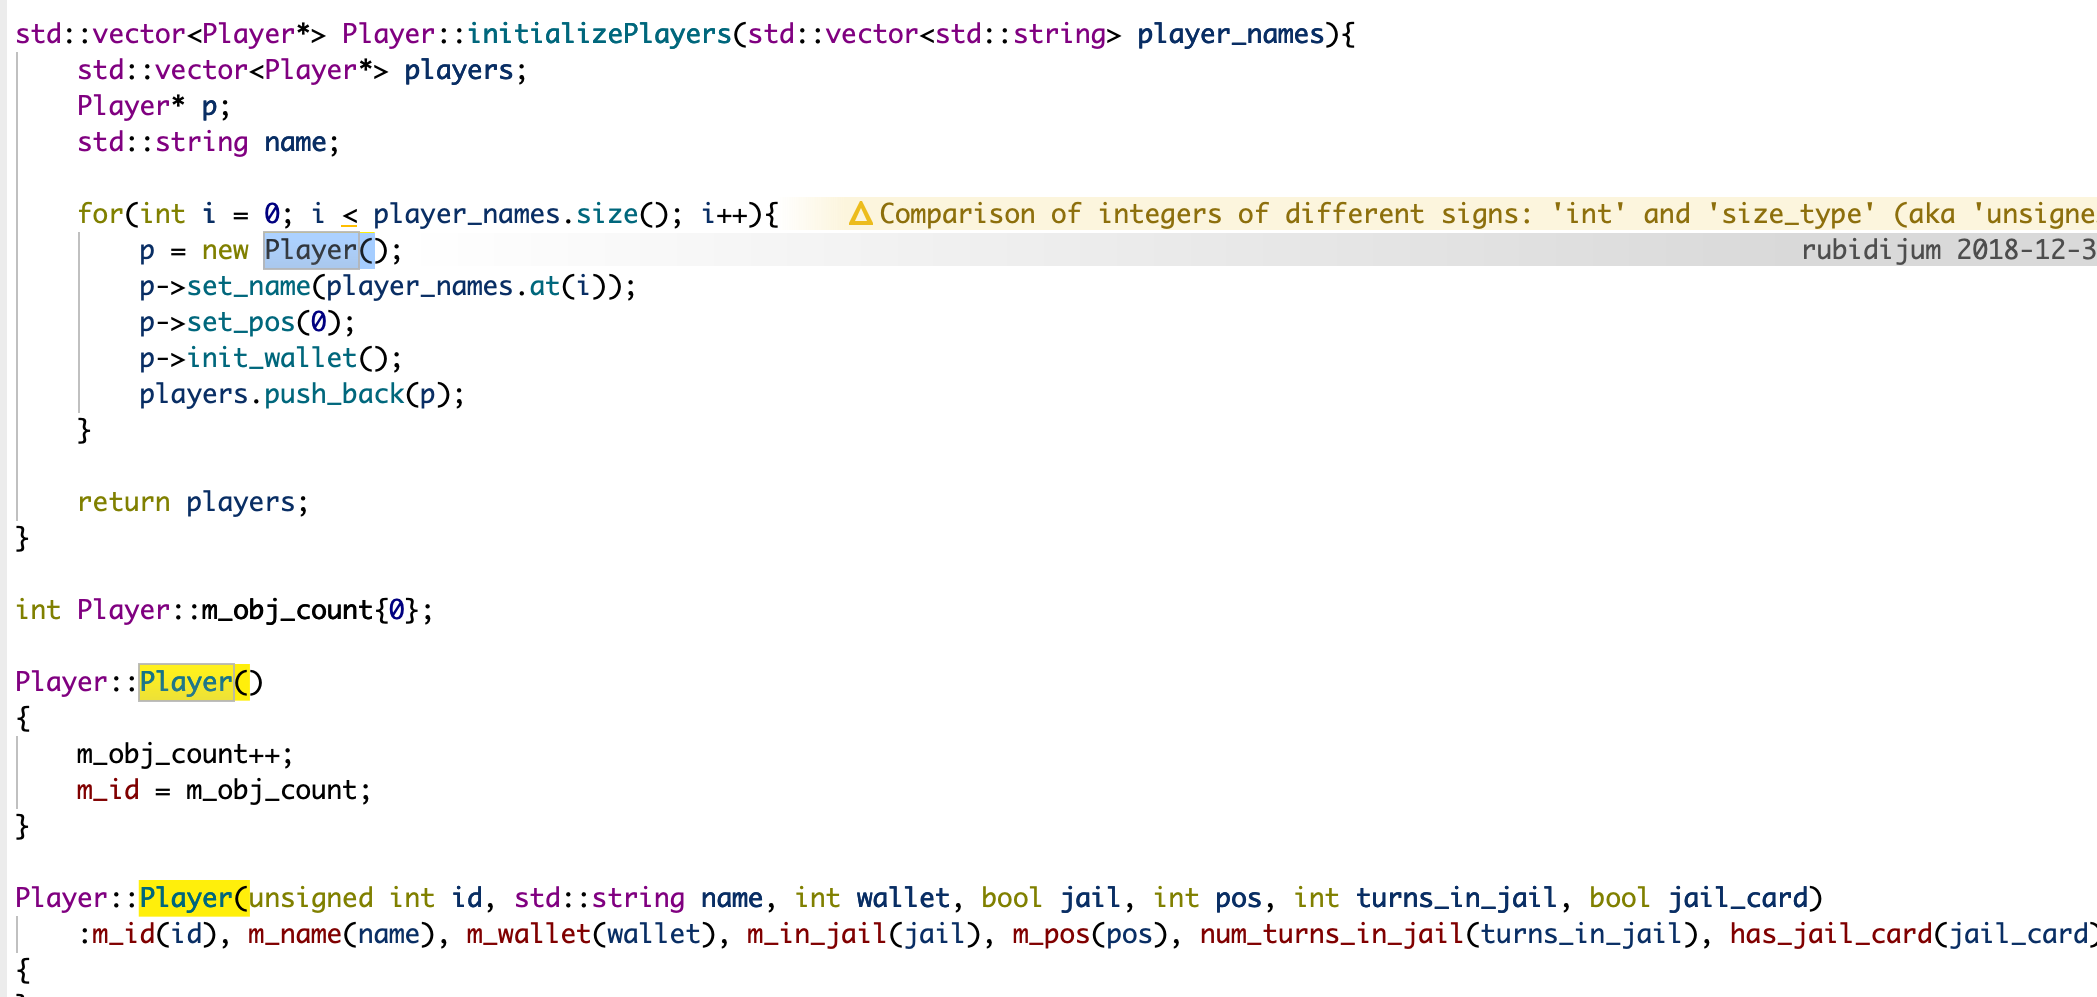 std::vector<Player*> Player::initializePlayers(std::vector<std::string> player_names){
    std::vector<Player*> players;
    Player* p;
    std::string name;
    for(int i = 0; i < player_names.size(); i++){ Comparison of integers of different signs: 'int' and 'size_type' (aka 'unsigne
        p = new Player(); rubidijum 2018-12-3
        p->set_name(player_names.at(i));
        p->set_pos(0);
        p->init_wallet();
        players.push_back(p);
    }
    return players;
}
int Player::m_obj_count{0};
Player::Player()
{
    m_obj_count++;
    m_id = m_obj_count;
}
Player::Player(unsigned int id, std::string name, int wallet, bool jail, int pos, int turns_in_jail, bool jail_card)
    :m_id(id), m_name(name), m_wallet(wallet), m_in_jail(jail), m_pos(pos), num_turns_in_jail(turns_in_jail), has_jail_card(jail_card)
{